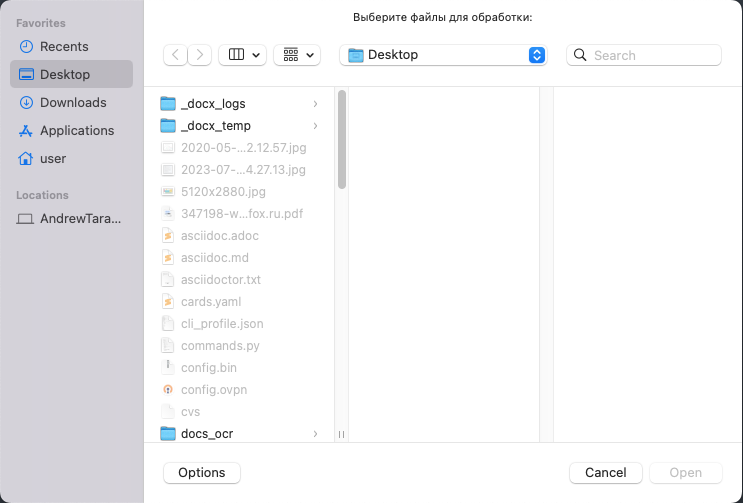 Выберите файлы для обработки:
Favorites
Recents
Desktop
Downloads
Applications
user
Locations
AndrewTara...
Desktop
Search
_docx_logs
_docx_temp
2020-05-...2.12.57.jpg
2023-07-...4.27.13.jpg
5120x2880.jpg
347198-w...fox.ru.pdf
asciidoc.adoc
asciidoc.md
asciidoctor.txt
cards.yaml
cli_profile.json
commands.py
config.bin
config.ovpn
cvs
docs_ocr
Options
Cancel
Open